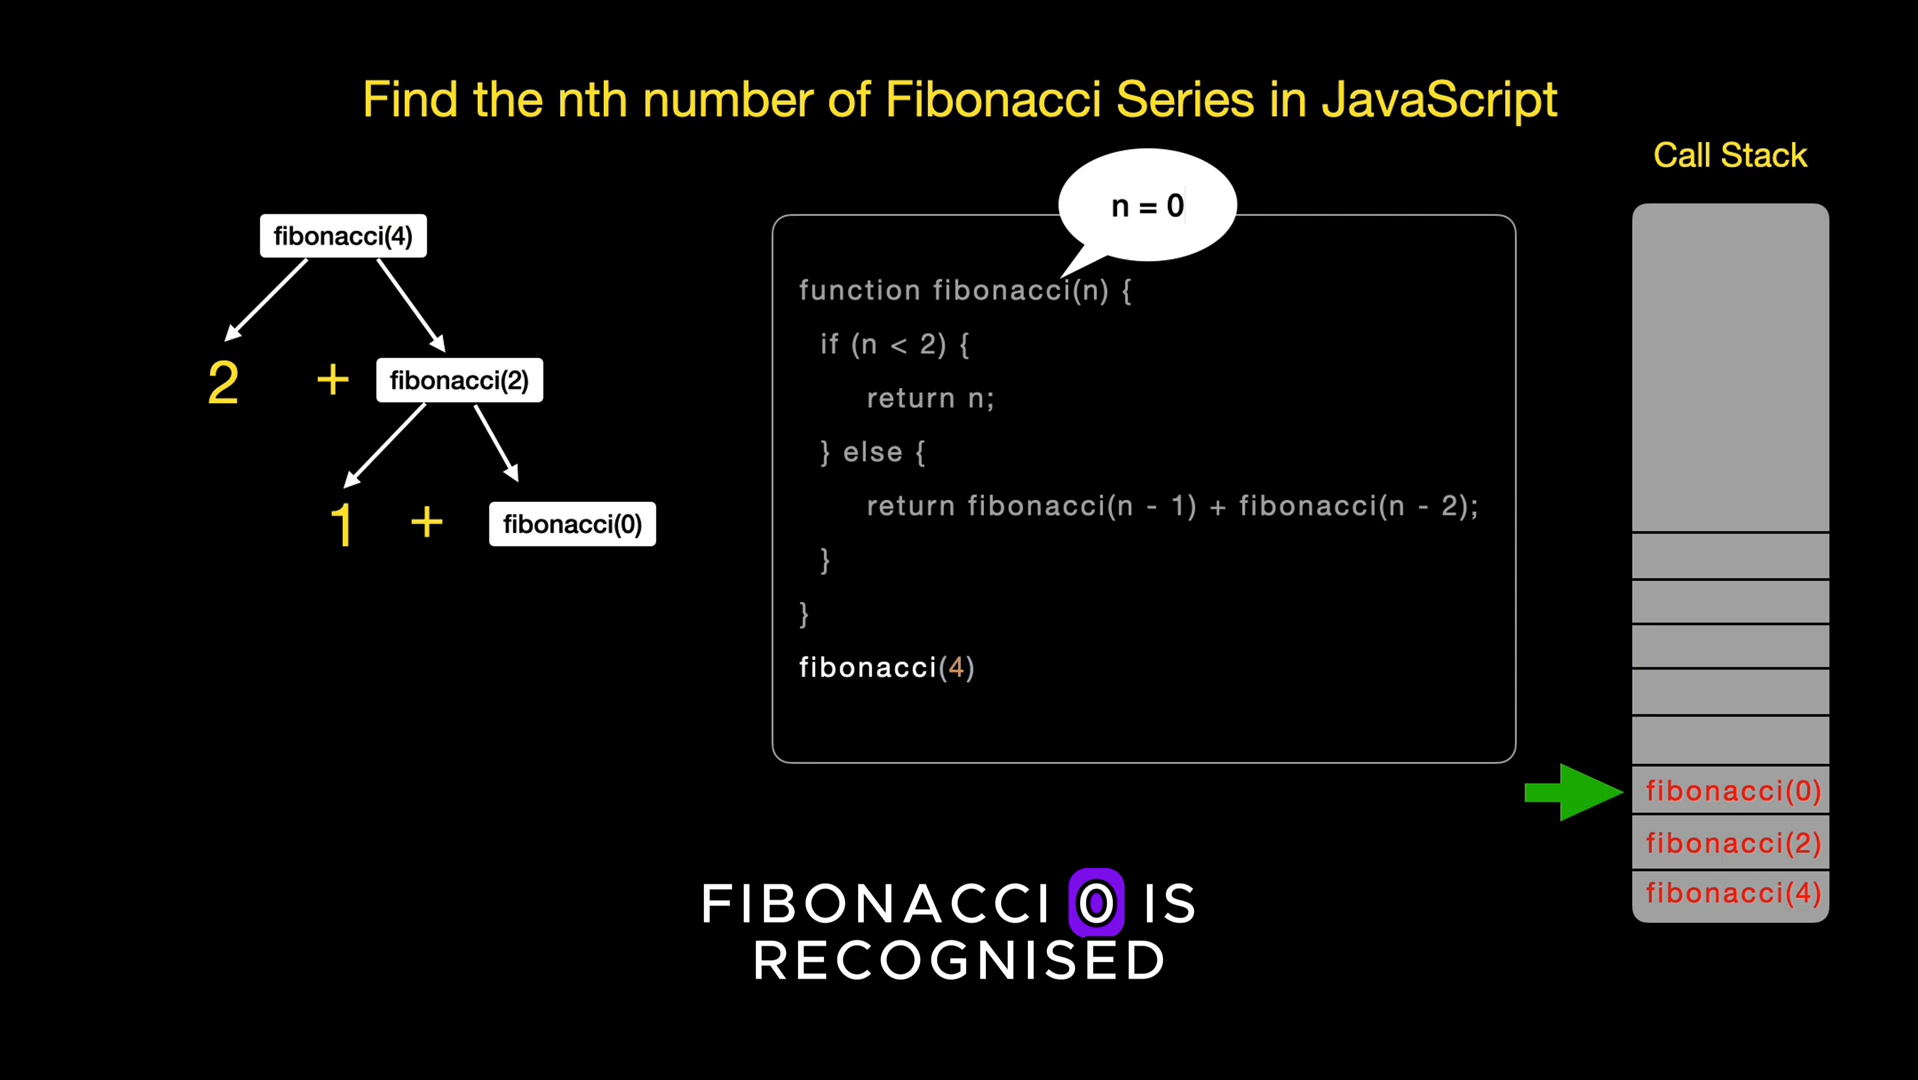 Find the nth number of Fibonacci Series in JavaScript
Call Stack
n = 0
fibonacci(4)
2 + fibonacci(2)
1 + fibonacci(0)
function fibonacci(n) {
if (n < 2) {
return n;
} else {
return fibonacci(n - 1) + fibonacci(n - 2);
}
}
fibonacci(4)
fibonacci(0)
fibonacci(2)
fibonacci(4)
FIBONACCI 0 IS
RECOGNISED